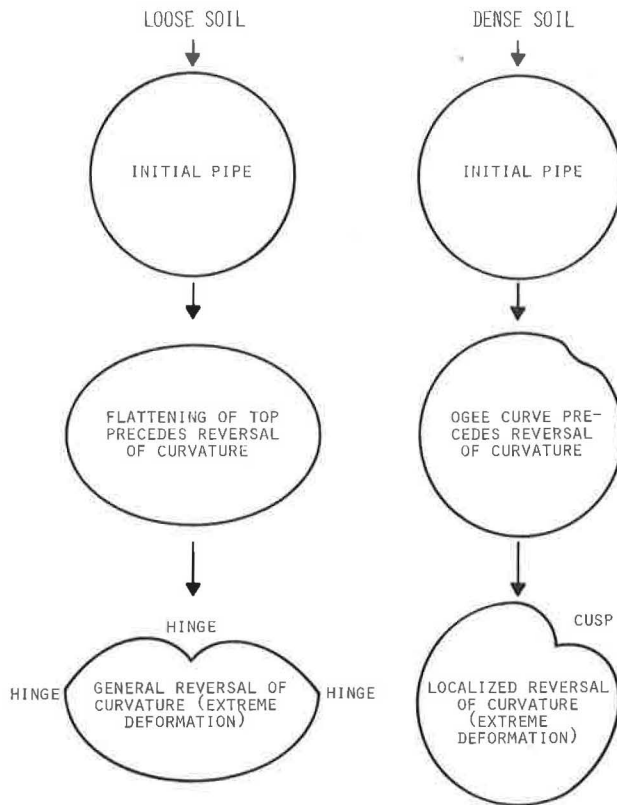 LOOSE SOIL
DENSE SOIL
INITIAL PIPE
INITIAL PIPE
FLATTENING OF TOP
PRECEDES REVERSAL
OF CURVATURE
OGEE CURVE PRE-
CEDES REVERSAL
OF CURVATURE
HINGE
HINGE
HINGE
GENERAL REVERSAL OF
CURVATURE (EXTREME
DEFORMATION)
CUSP
LOCALIZED REVERSAL
OF CURVATURE
(EXTREME
DEFORMATION)